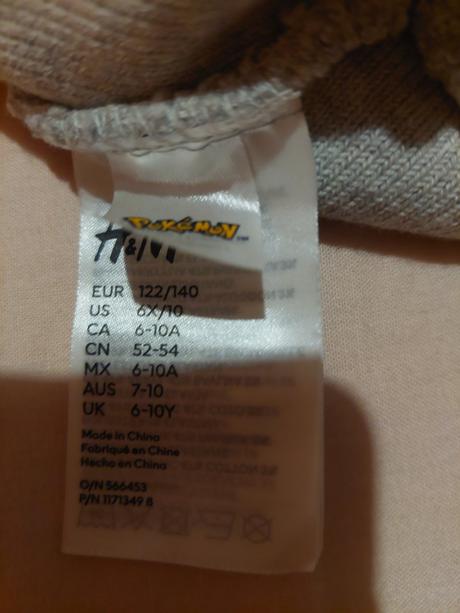 POKÉMON™
H&M
EUR 122/140
US 6X/10
CA 6-10A
CN 52-54
MX 6-10A
AUS 7-10
UK 6-10Y
Made in China
Fabriqué en Chine
Hecho en China
O/N 566453
P/N 1171349 8